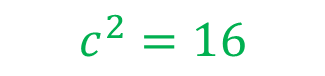 c² = 16